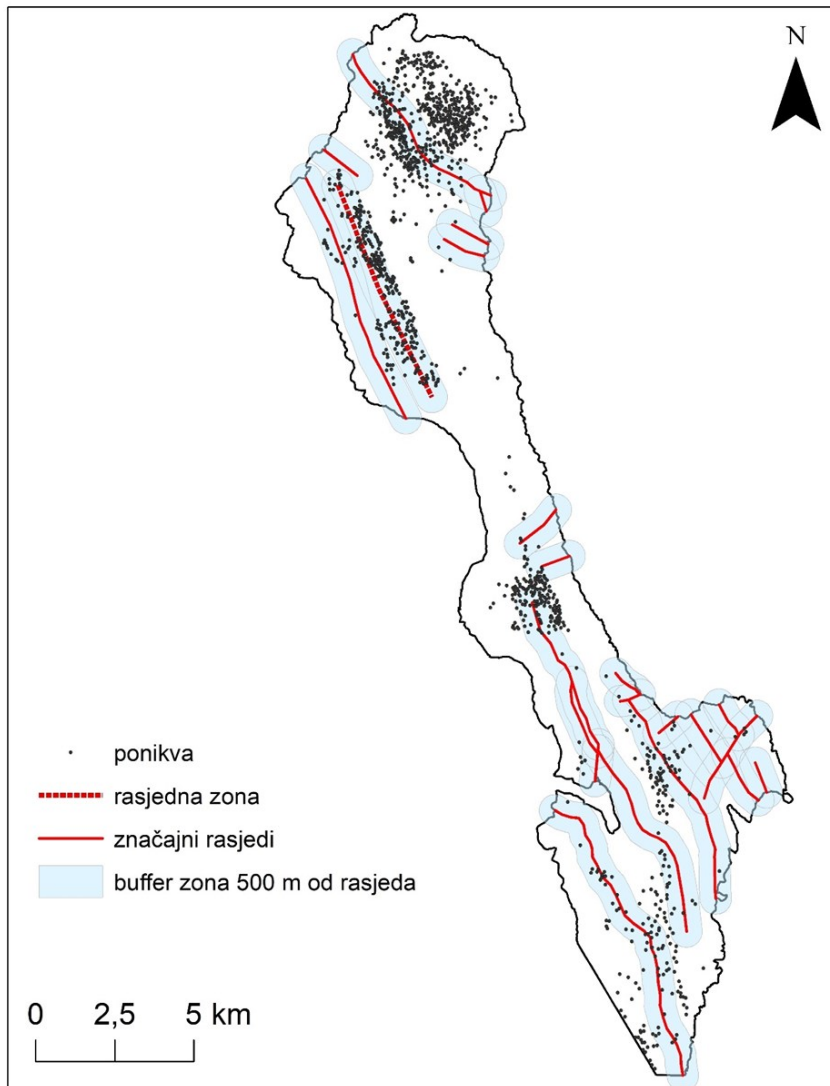 N
ponikva
rasjedna zona
značajni rasjedi
buffer zona 500 m od rasjeda
0 2,5 5 km